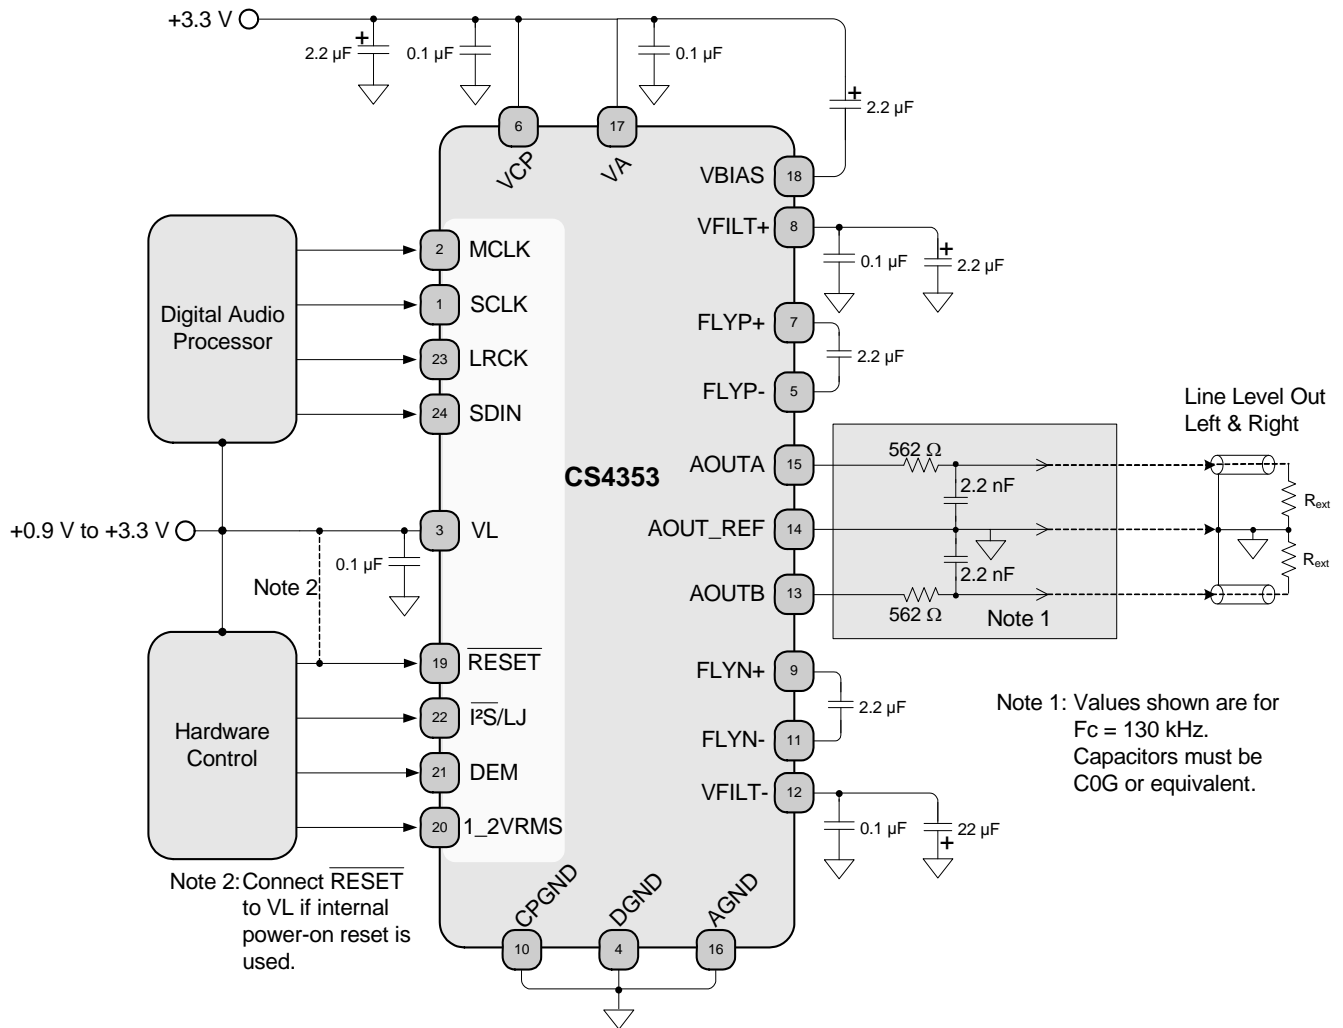 +3.3 V
2.2 µF
+
0.1 µF
0.1 µF
+
2.2 µF
6
17
VCP
VA
VBIAS
18
VFILT+
8
0.1 µF
+
2.2 µF
Digital Audio
Processor
2
MCLK
1
SCLK
23
LRCK
24
SDIN
FLYP+
7
2.2 µF
FLYP-
5
CS4353
Line Level Out
Left & Right
AOUTA
15
562 Ω
2.2 nF
Rext
+0.9 V to +3.3 V
3
VL
0.1 µF
Note 2
AOUT_REF
14
2.2 nF
Rext
AOUTB
13
562 Ω
Note 1
Hardware
Control
19
RESET
22
I²S/LJ
21
DEM
20
1_2VRMS
FLYN+
9
2.2 µF
FLYN-
11
VFILT-
12
0.1 µF
22 µF
+
Note 1: Values shown are for
Fc = 130 kHz.
Capacitors must be
C0G or equivalent.
Note 2: Connect RESET
to VL if internal
power-on reset is
used.
CPGND
DGND
AGND
10
4
16